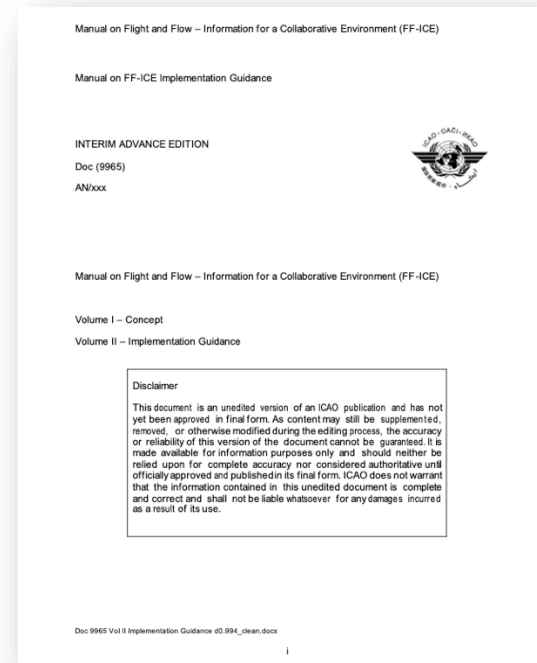 Manual on Flight and Flow – Information for a Collaborative Environment (FF-ICE)
Manual on FF-ICE Implementation Guidance
INTERIM ADVANCE EDITION
Doc (9965)
AN/xxx
ICAO · OACI · ИКАО
Manual on Flight and Flow – Information for a Collaborative Environment (FF-ICE)
Volume I – Concept
Volume II – Implementation Guidance
Disclaimer
This document is an unedited version of an ICAO publication and has not
yet been approved in final form. As content may still be supplemented,
removed, or otherwise modified during the editing process, the accuracy
or reliability of this version of the document cannot be guaranteed. It is
made available for information purposes only and should neither be
relied upon for complete accuracy nor considered authoritative until
officially approved and published in its final form. ICAO does not warrant
that the information contained in this unedited document is complete
and correct and shall not be liable whatsoever for any damages incurred
as a result of its use.
Doc 9965 Vol II Implementation Guidance d0.994_clean.docx
i